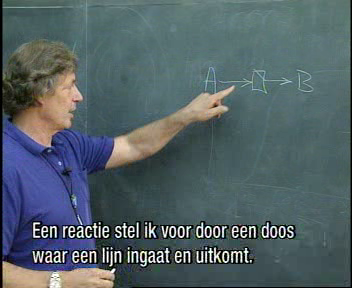 A → □ → B
Een reactie stel ik voor door een doos
waar een lijn ingaat en uitkomt.